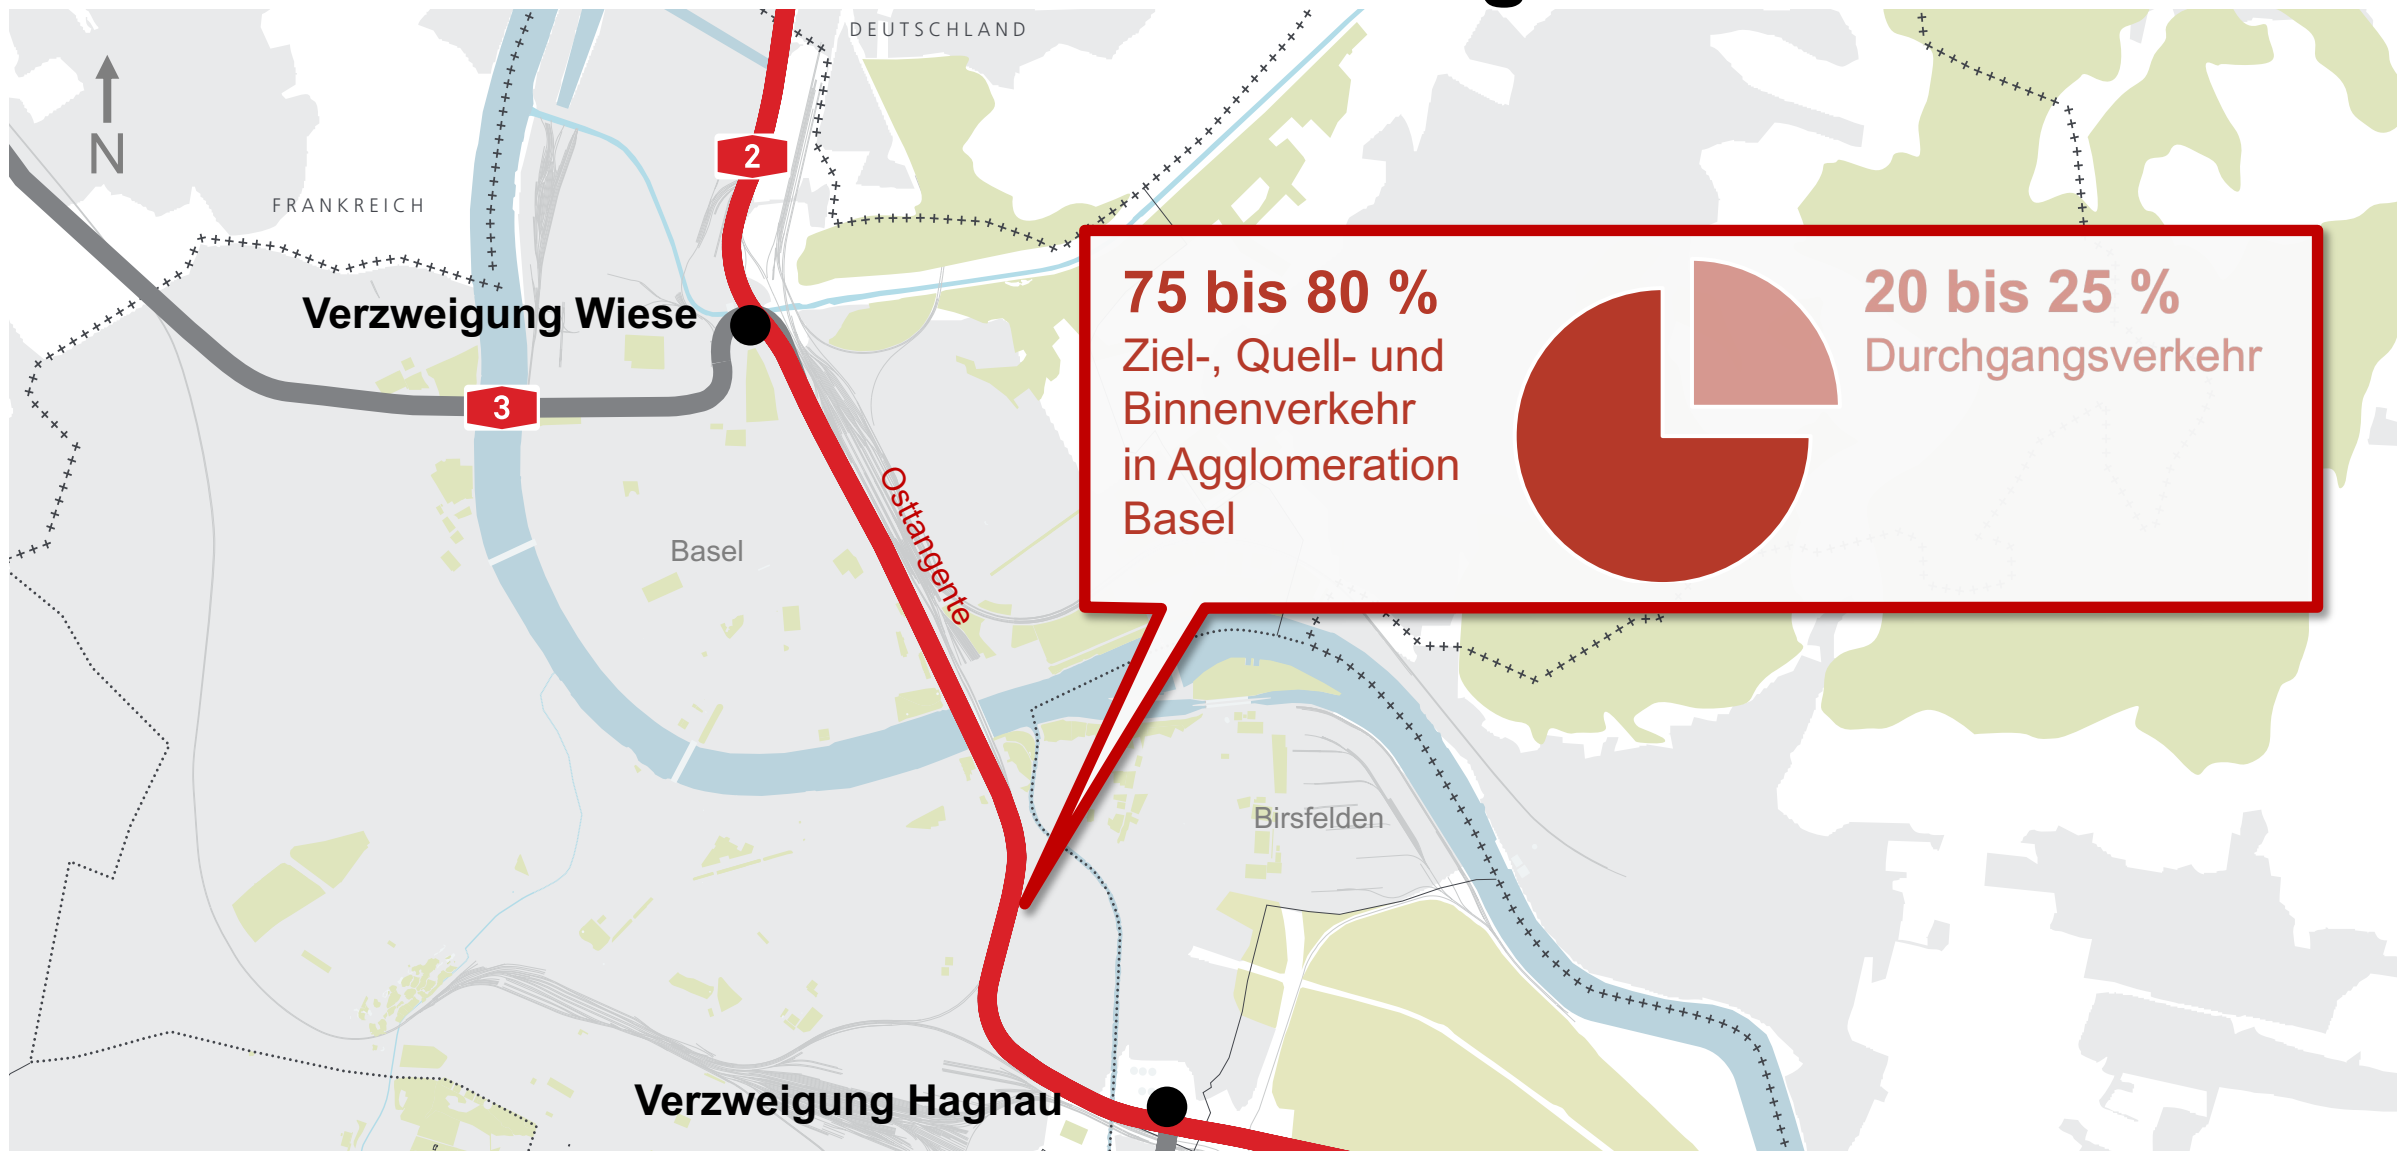 DEUTSCHLAND
N
2
FRANKREICH
75 bis 80 %
Ziel-, Quell- und
Binnenverkehr
in Agglomeration
Basel
20 bis 25 %
Durchgangsverkehr
Verzweigung Wiese
3
Osttangente
Basel
Birsfelden
Verzweigung Hagnau